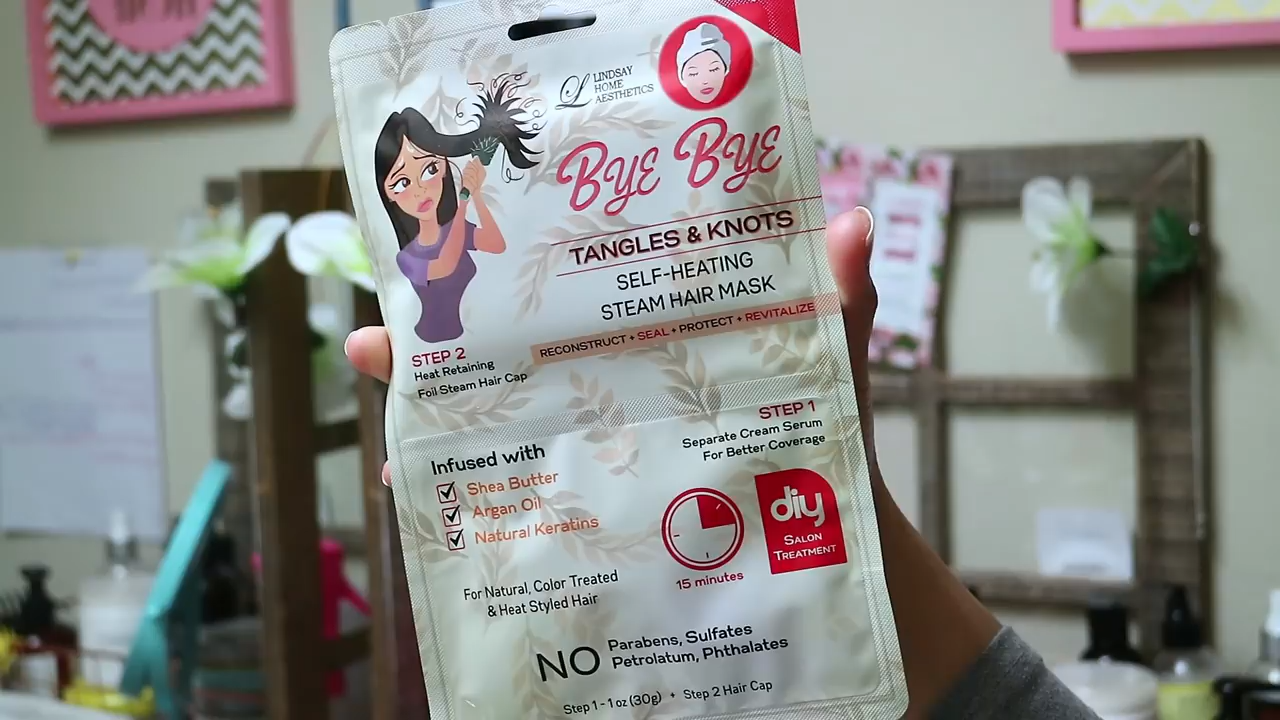 LINDSAY
HOME
AESTHETICS
BYE BYE
TANGLES & KNOTS
SELF-HEATING
STEAM HAIR MASK
RECONSTRUCT + SEAL + PROTECT + REVITALIZE
STEP 2
Heat Retaining
Foil Steam Hair Cap
STEP 1
Separate Cream Serum
For Better Coverage
Infused with
Shea Butter
Argan Oil
Natural Keratins
15 minutes
diy
SALON
TREATMENT
For Natural, Color Treated
& Heat Styled Hair
NO Parabens, Sulfates
Petrolatum, Phthalates
Step 1 - 1 oz (30g) + Step 2 Hair Cap